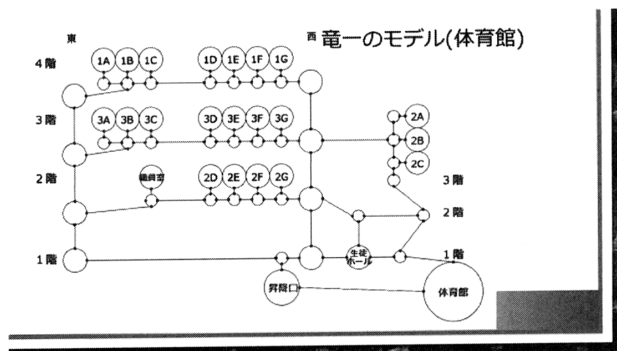 竜一のモデル(体育館)
東
西
4階
1A 1B 1C 1D 1E 1F 1G
3階
3A 3B 3C 3D 3E 3F 3G
2A
2B
2C
2階
職員室
2D 2E 2F 2G
3階
2階
1階
生徒
ホール
1階
昇降口
体育館